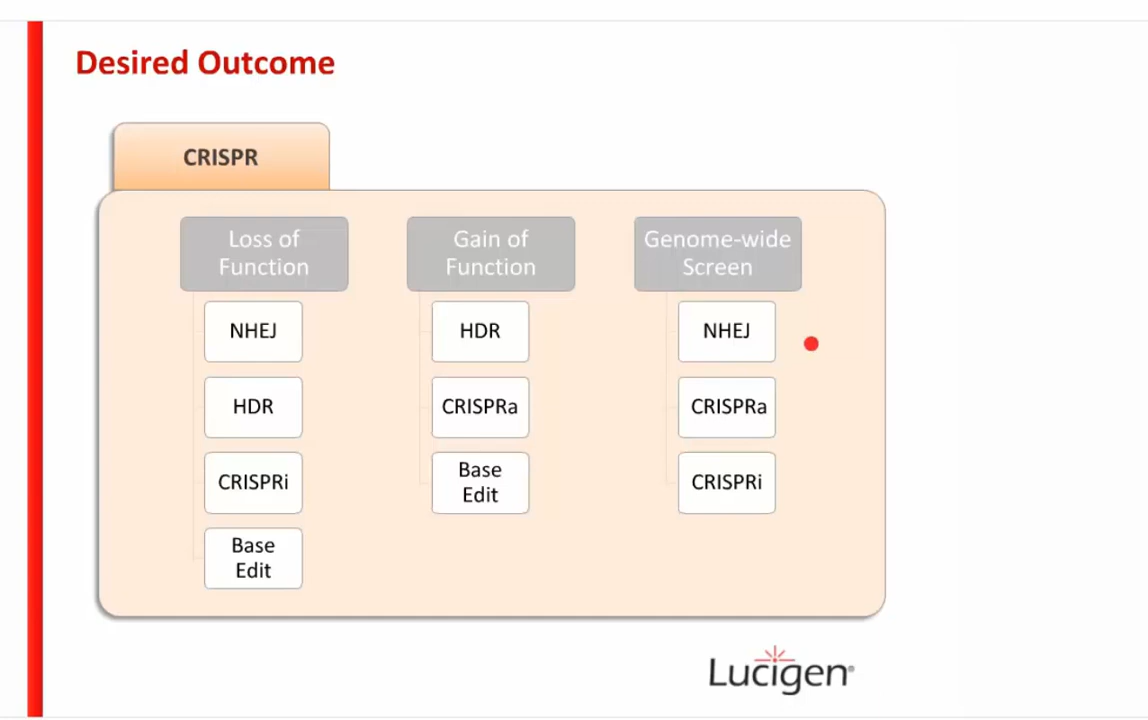 Desired Outcome
CRISPR
Loss of
Function
NHEJ
HDR
CRISPRi
Base
Edit
Gain of
Function
HDR
CRISPRa
Base
Edit
Genome-wide
Screen
NHEJ
CRISPRa
CRISPRi
Lucigen®